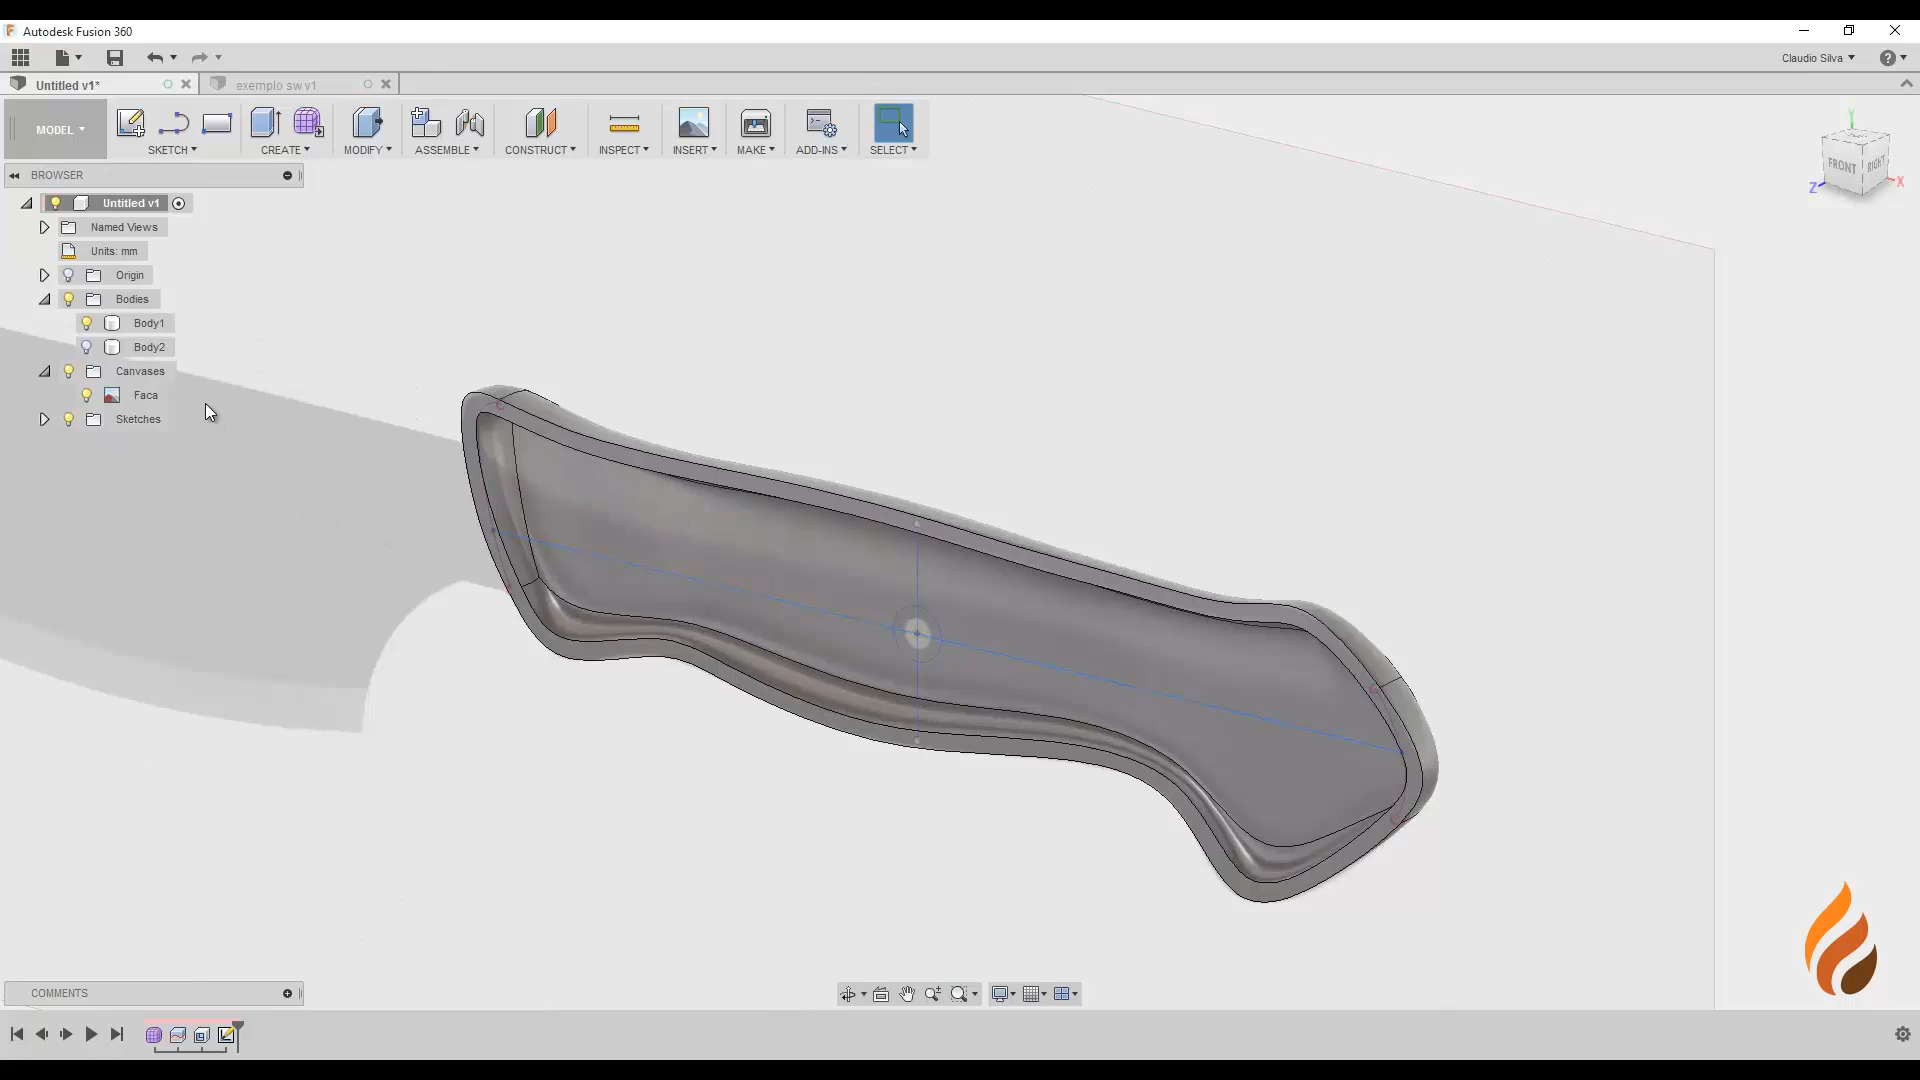 Autodesk Fusion 360
Claudio Silva
Untitled v1*
exemplo sw v1
MODEL
SKETCH
CREATE
MODIFY
ASSEMBLE
CONSTRUCT
INSPECT
INSERT
MAKE
ADD-INS
SELECT
BROWSER
Untitled v1
Named Views
Units: mm
Origin
Bodies
Body1
Body2
Canvases
Faca
Sketches
Y
FRONT
RIGHT
Z
X
COMMENTS